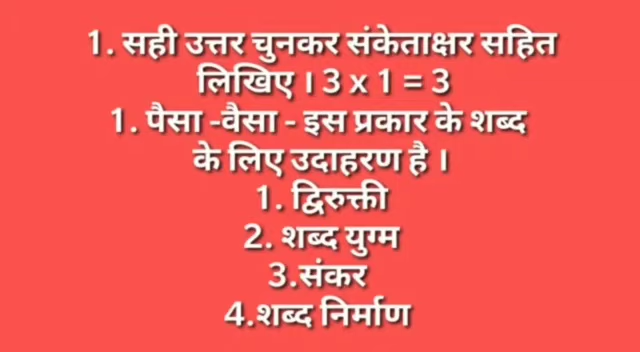 1. सही उत्तर चुनकर संकेताक्षर सहित
लिखिए । 3 x 1 = 3
1. पैसा -वैसा - इस प्रकार के शब्द
के लिए उदाहरण है ।
1. द्विरुक्ती
2. शब्द युग्म
3.संकर
4.शब्द निर्माण